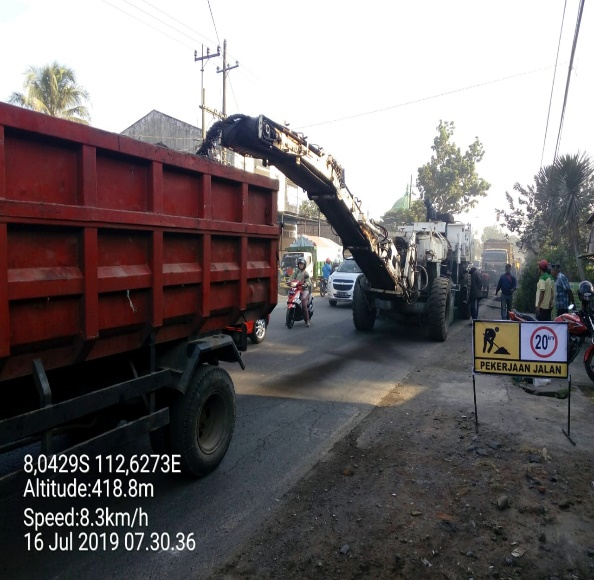 20
PEKERJAAN JALAN
8,0429S 112,6273E
Altitude:418.8m
Speed:8.3km/h
16 Jul 2019 07.30.36